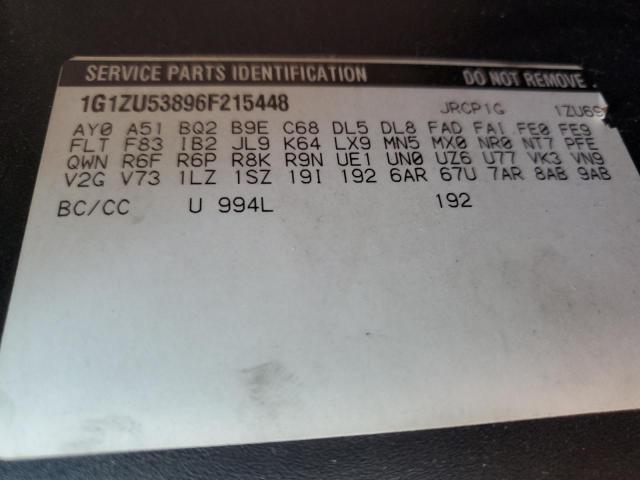 SERVICE PARTS IDENTIFICATION DO NOT REMOVE
1G1ZU53896F215448 JRCP1G 1ZU69
AY0 A51 BQ2 B9E C68 DL5 DL8 FAD FAI FE0 FE9
FLT F83 IB2 JL9 K64 LX9 MN5 MX0 NR0 NT7 PFE
QWN R6F R6P R8K R9N UE1 UN0 UZ6 U77 VK3 VN9
V2G V73 1LZ 1SZ 19I 192 6AR 67U 7AR 8AB 9AB
BC/CC U 994L 192